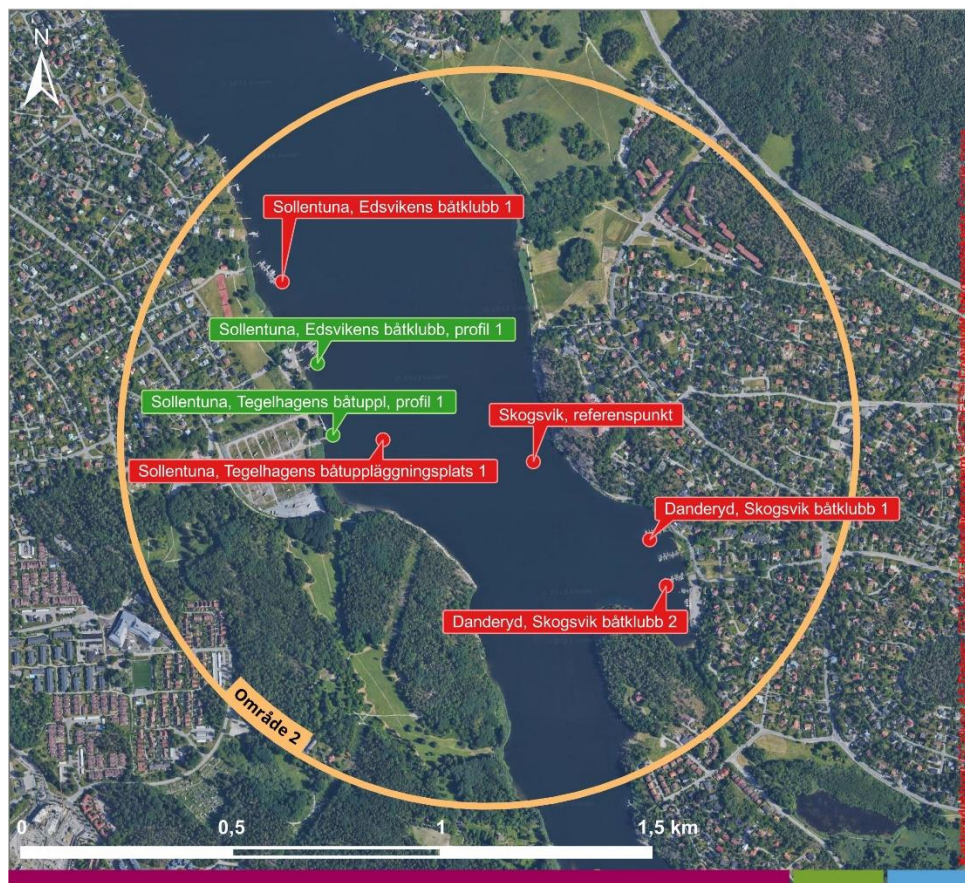 N
Sollentuna, Edsvikens båtklubb 1
Sollentuna, Edsvikens båtklubb, profil 1
Sollentuna, Tegelhagens båtuppl, profil 1
Skogsvik, referenspunkt
Sollentuna, Tegelhagens båtuppläggningsplats 1
Danderyd, Skogsvik båtklubb 1
Danderyd, Skogsvik båtklubb 2
Område 2
0 0,5 1 1,5 km